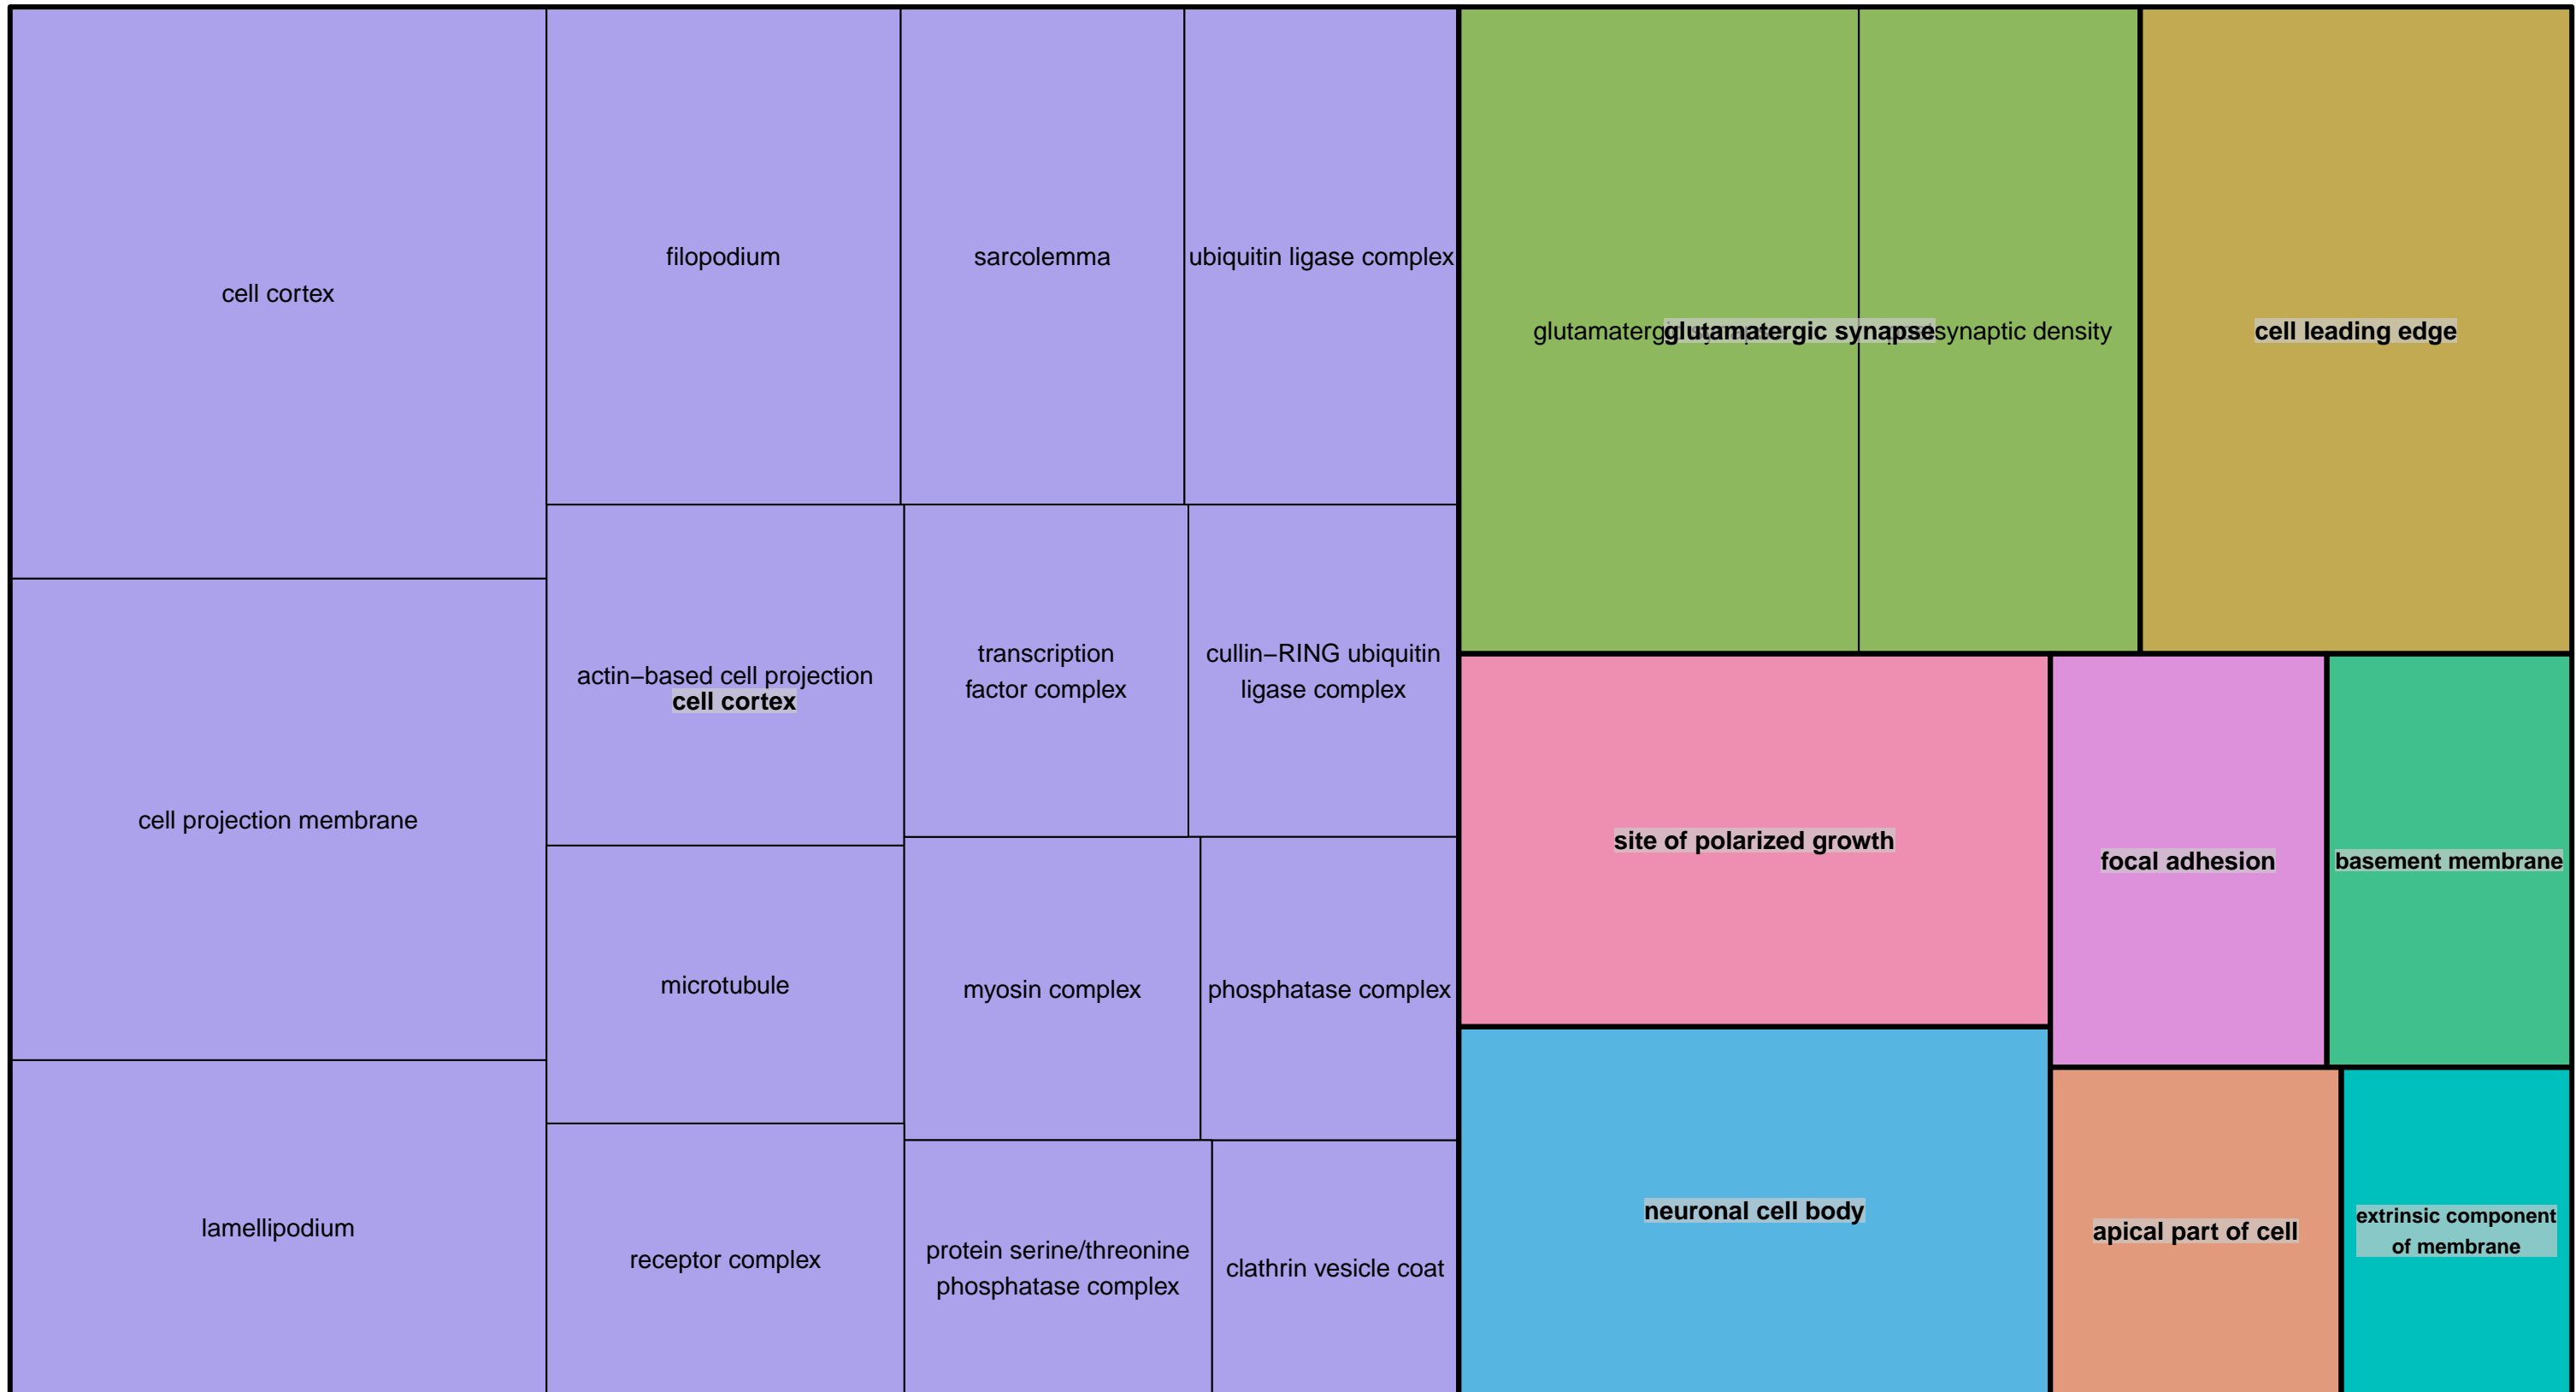 cell cortex
cell projection membrane
lamellipodium
filopodium
actin−based cell projection
cell cortex
microtubule
receptor complex
sarcolemma
ubiquitin ligase complex
transcription
factor complex
cullin−RING ubiquitin
ligase complex
myosin complex
phosphatase complex
protein serine/threonine
phosphatase complex
clathrin vesicle coat
glutamatergic synapse
synaptic density
cell leading edge
site of polarized growth
focal adhesion
basement membrane
neuronal cell body
apical part of cell
extrinsic component
of membrane